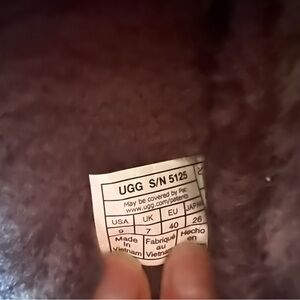 UGG S/N 5125
May be covered by Pat.
www.ugg.com/patents
USA UK EU JAPAN
9 7 40 26
Made Fabriqué Hecho
in au en
Vietnam Vietnam